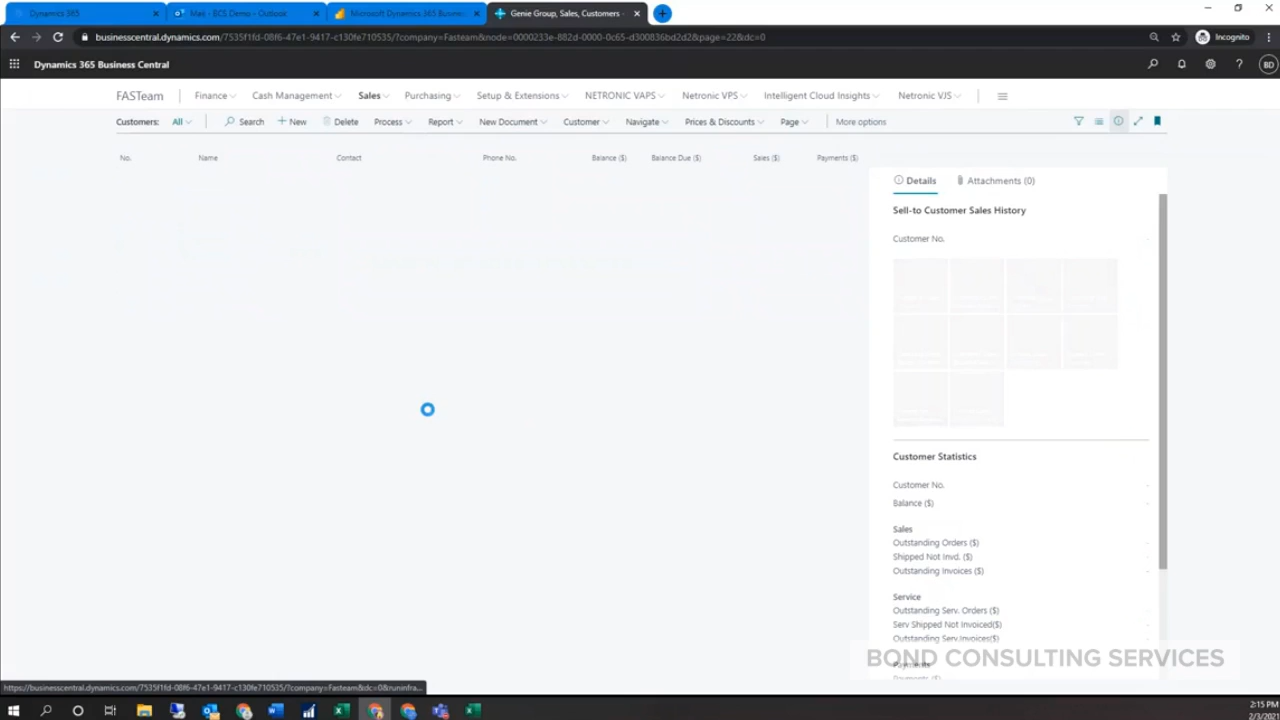 Dynamics 365
Mail - BCS Demo - Outlook
Microsoft Dynamics 365 Busine
Genie Group, Sales, Customers -
businesscentral.dynamics.com/7535f1fd-08f6-47e1-9417-c130fe710535/?company=Fasteam&node=0000233e-882d-0000-0c65-d300836bd2d2&page=22&dc=0
Incognito
Dynamics 365 Business Central
? BD
FASTeam Finance Cash Management Sales Purchasing Setup & Extensions NETRONIC VAPS Netronic VPS Intelligent Cloud Insights Netronic VJS
Customers: All Search + New Delete Process Report New Document Customer Navigate Prices & Discounts Page More options
No. Name Contact Phone No. Balance ($) Balance Due ($) Sales ($) Payments ($)
Details Attachments (0)
Sell-to Customer Sales History
Customer No.
Customer Statistics
Customer No.
Balance ($)
Sales
Outstanding Orders ($)
Shipped Not Invd. ($)
Outstanding Invoices ($)
Service
Outstanding Serv. Orders ($)
Serv Shipped Not Invoiced($)
Outstanding Serv.Invoices($)
BOND CONSULTING SERVICES
Payments
Payments ($)
https://businesscentral.dynamics.com/7535f1fd-08f6-47e1-9417-c130fe710535/?company=Fasteam&dc=0&runinfra...
2:15 PM
2/3/2021